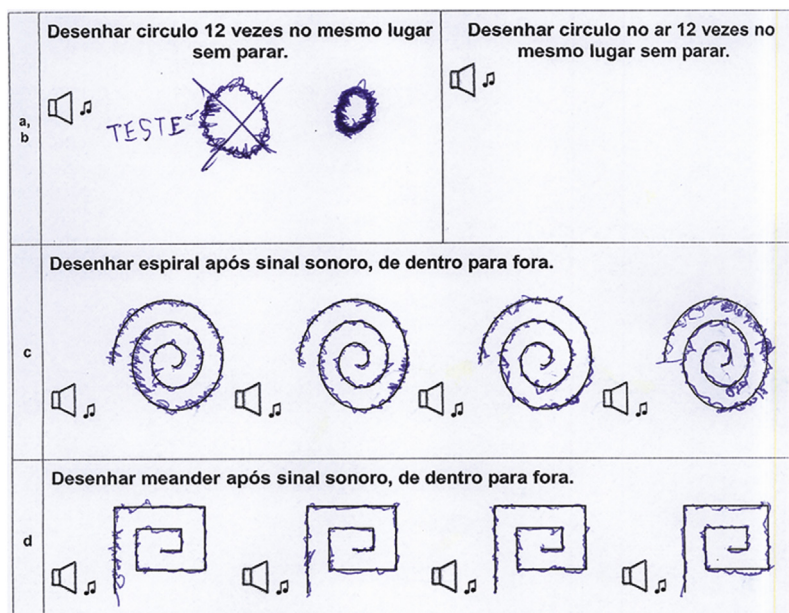 Desenhar circulo 12 vezes no mesmo lugar
sem parar.
Desenhar circulo no ar 12 vezes no
mesmo lugar sem parar.
a,
b
TESTE
c
Desenhar espiral após sinal sonoro, de dentro para fora.
d
Desenhar meander após sinal sonoro, de dentro para fora.